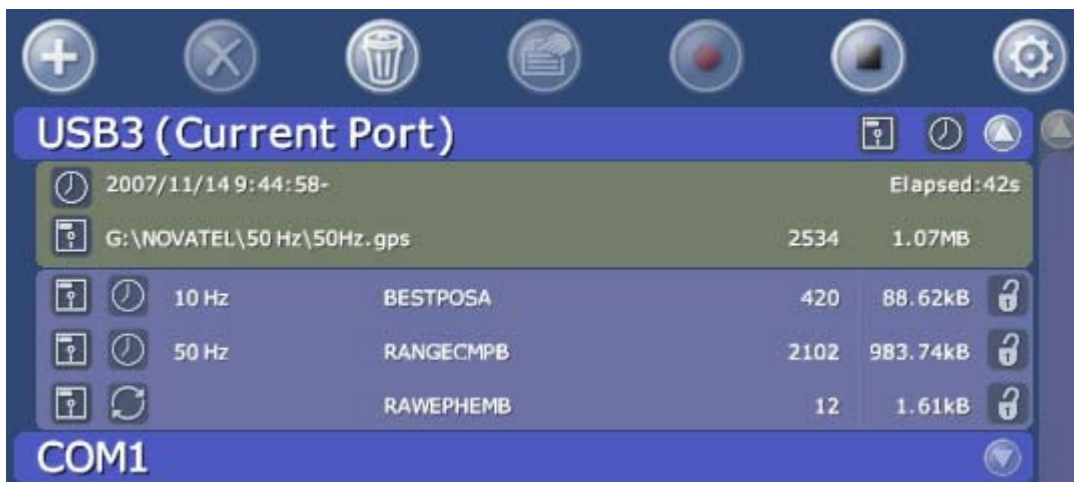 USB3 (Current Port)
2007/11/14 9:44:58- Elapsed:42s
G:\NOVATEL\50 Hz\50Hz.gps 2534 1.07MB
10 Hz BESTPOSA 420 88.62kB
50 Hz RANGECMPB 2102 983.74kB
RAWEPHEMB 12 1.61kB
COM1